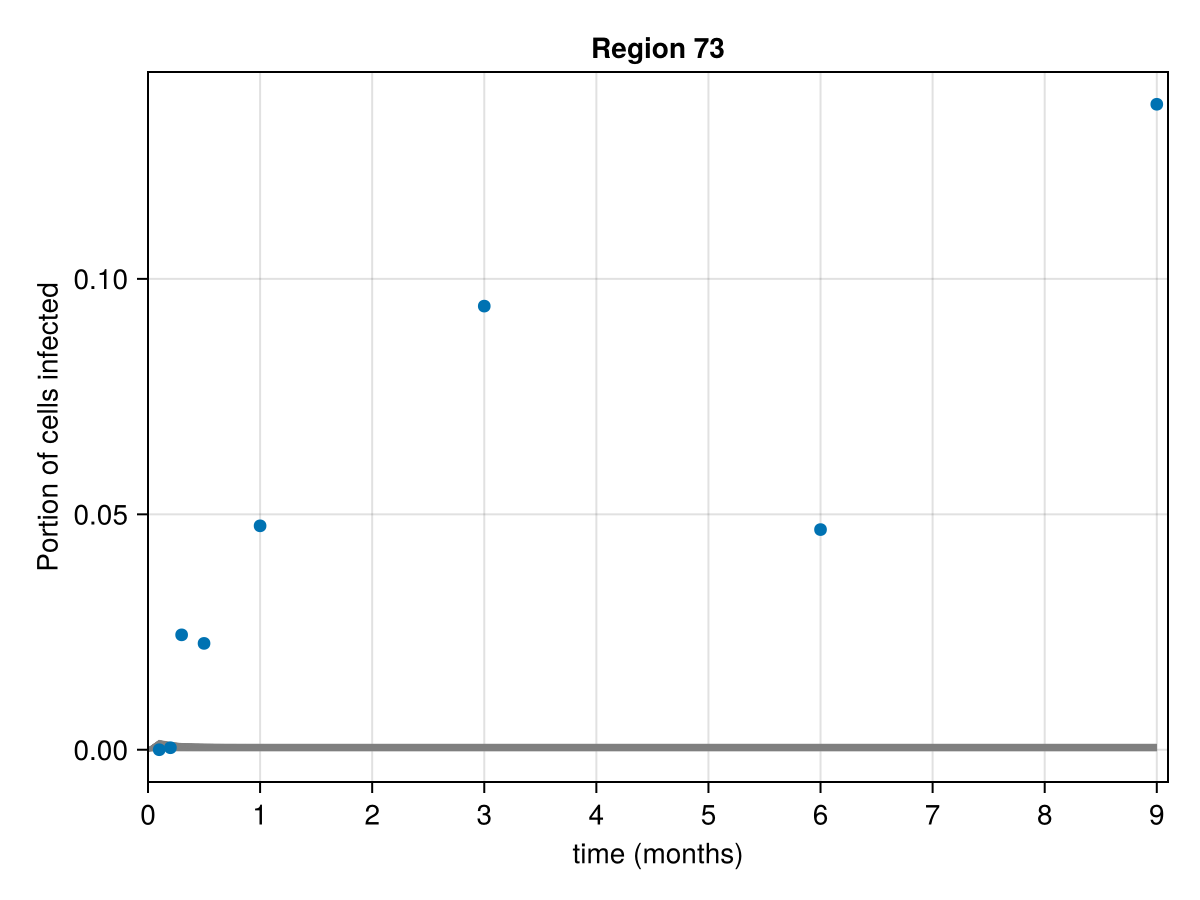 Region 73
Portion of cells infected
0.10
0.05
0.00
0 1 2 3 4 5 6 7 8 9
time (months)